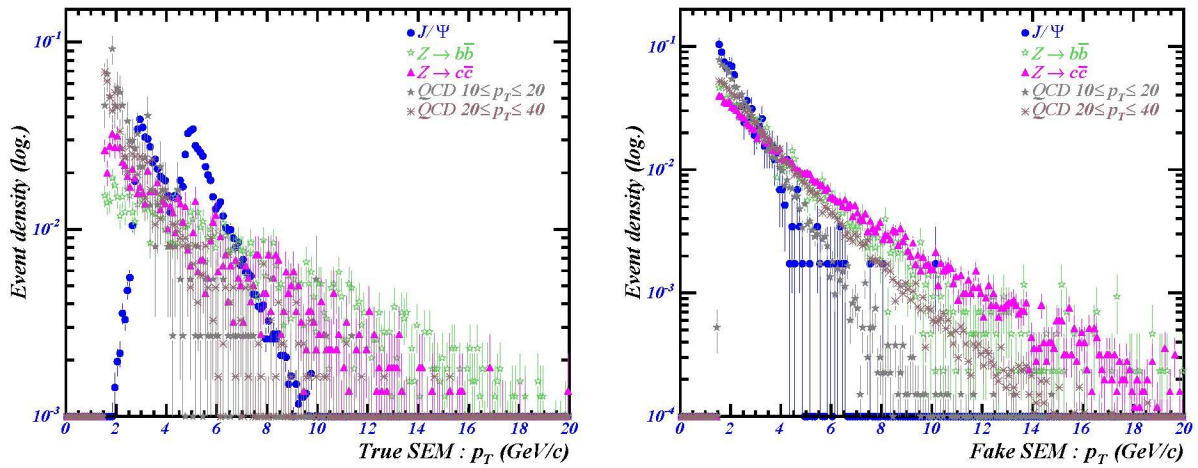 Event density (log.)
10⁻¹
10⁻²
10⁻³
J/Ψ
Z→ bb̅
Z→ cc̅
QCD 10≤ p_T ≤ 20
QCD 20≤ p_T ≤ 40
0 2 4 6 8 10 12 14 16 18 20
True SEM : p_T (GeV/c)
Event density (log.)
10⁻¹
10⁻²
10⁻³
10⁻⁴
J/Ψ
Z→ bb̅
Z→ cc̅
QCD 10≤ p_T ≤ 20
QCD 20≤ p_T ≤ 40
0 2 4 6 8 10 12 14 16 18 20
Fake SEM : p_T (GeV/c)